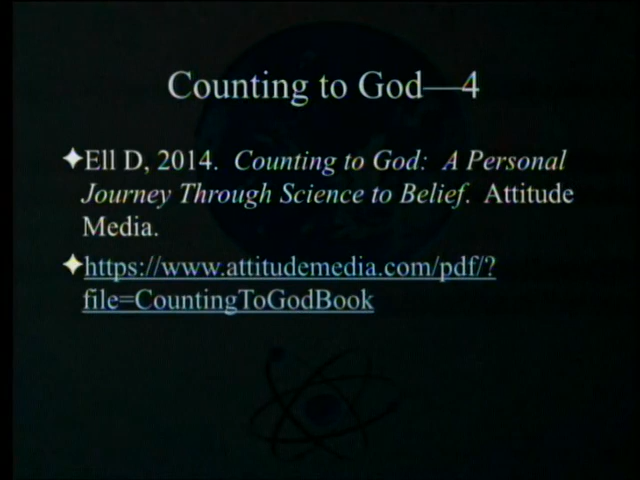 Counting to God—4
Ell D, 2014.  Counting to God:  A Personal
Journey Through Science to Belief.  Attitude
Media.
https://www.attitudemedia.com/pdf/?
file=CountingToGodBook